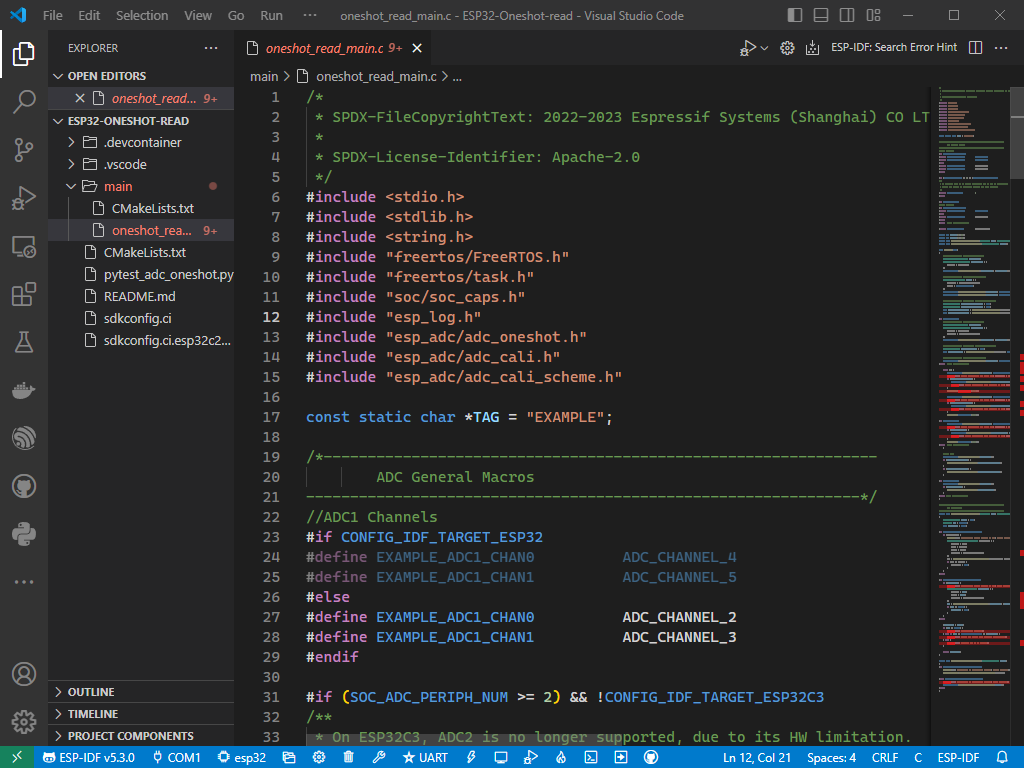 File Edit Selection View Go Run ··· oneshot_read_main.c - ESP32-Oneshot-read - Visual Studio Code
EXPLORER
OPEN EDITORS
oneshot_read... 9+
ESP32-ONESHOT-READ
.devcontainer
.vscode
main
CMakeLists.txt
oneshot_rea... 9+
CMakeLists.txt
pytest_adc_oneshot.py
README.md
sdkconfig.ci
sdkconfig.ci.esp32c2...
OUTLINE
TIMELINE
PROJECT COMPONENTS
oneshot_read_main.c 9+
ESP-IDF: Search Error Hint
main > oneshot_read_main.c > ...
1 /*
2 * SPDX-FileCopyrightText: 2022-2023 Espressif Systems (Shanghai) CO LT
3 *
4 * SPDX-License-Identifier: Apache-2.0
5 */
6 #include <stdio.h>
7 #include <stdlib.h>
8 #include <string.h>
9 #include "freertos/FreeRTOS.h"
10 #include "freertos/task.h"
11 #include "soc/soc_caps.h"
12 #include "esp_log.h"
13 #include "esp_adc/adc_oneshot.h"
14 #include "esp_adc/adc_cali.h"
15 #include "esp_adc/adc_cali_scheme.h"
16
17 const static char *TAG = "EXAMPLE";
18
19 /*---------------------------------------------------------------
20 ADC General Macros
21 ---------------------------------------------------------------*/
22 //ADC1 Channels
23 #if CONFIG_IDF_TARGET_ESP32
24 #define EXAMPLE_ADC1_CHAN0 ADC_CHANNEL_4
25 #define EXAMPLE_ADC1_CHAN1 ADC_CHANNEL_5
26 #else
27 #define EXAMPLE_ADC1_CHAN0 ADC_CHANNEL_2
28 #define EXAMPLE_ADC1_CHAN1 ADC_CHANNEL_3
29 #endif
30
31 #if (SOC_ADC_PERIPH_NUM >= 2) && !CONFIG_IDF_TARGET_ESP32C3
32 /**
33 * On ESP32C3, ADC2 is no longer supported, due to its HW limitation.
ESP-IDF v5.3.0 COM1 esp32 UART Ln 12, Col 21 Spaces: 4 CRLF C ESP-IDF